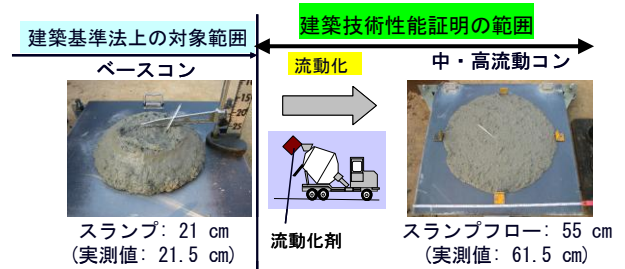 建築基準法上の対象範囲
建築技術性能証明の範囲
ベースコン
流動化
中・高流動コン
-15
-20
25
スランプ: 21 cm
(実測値: 21.5 cm)
流動化剤
スランプフロー: 55 cm
(実測値: 61.5 cm)